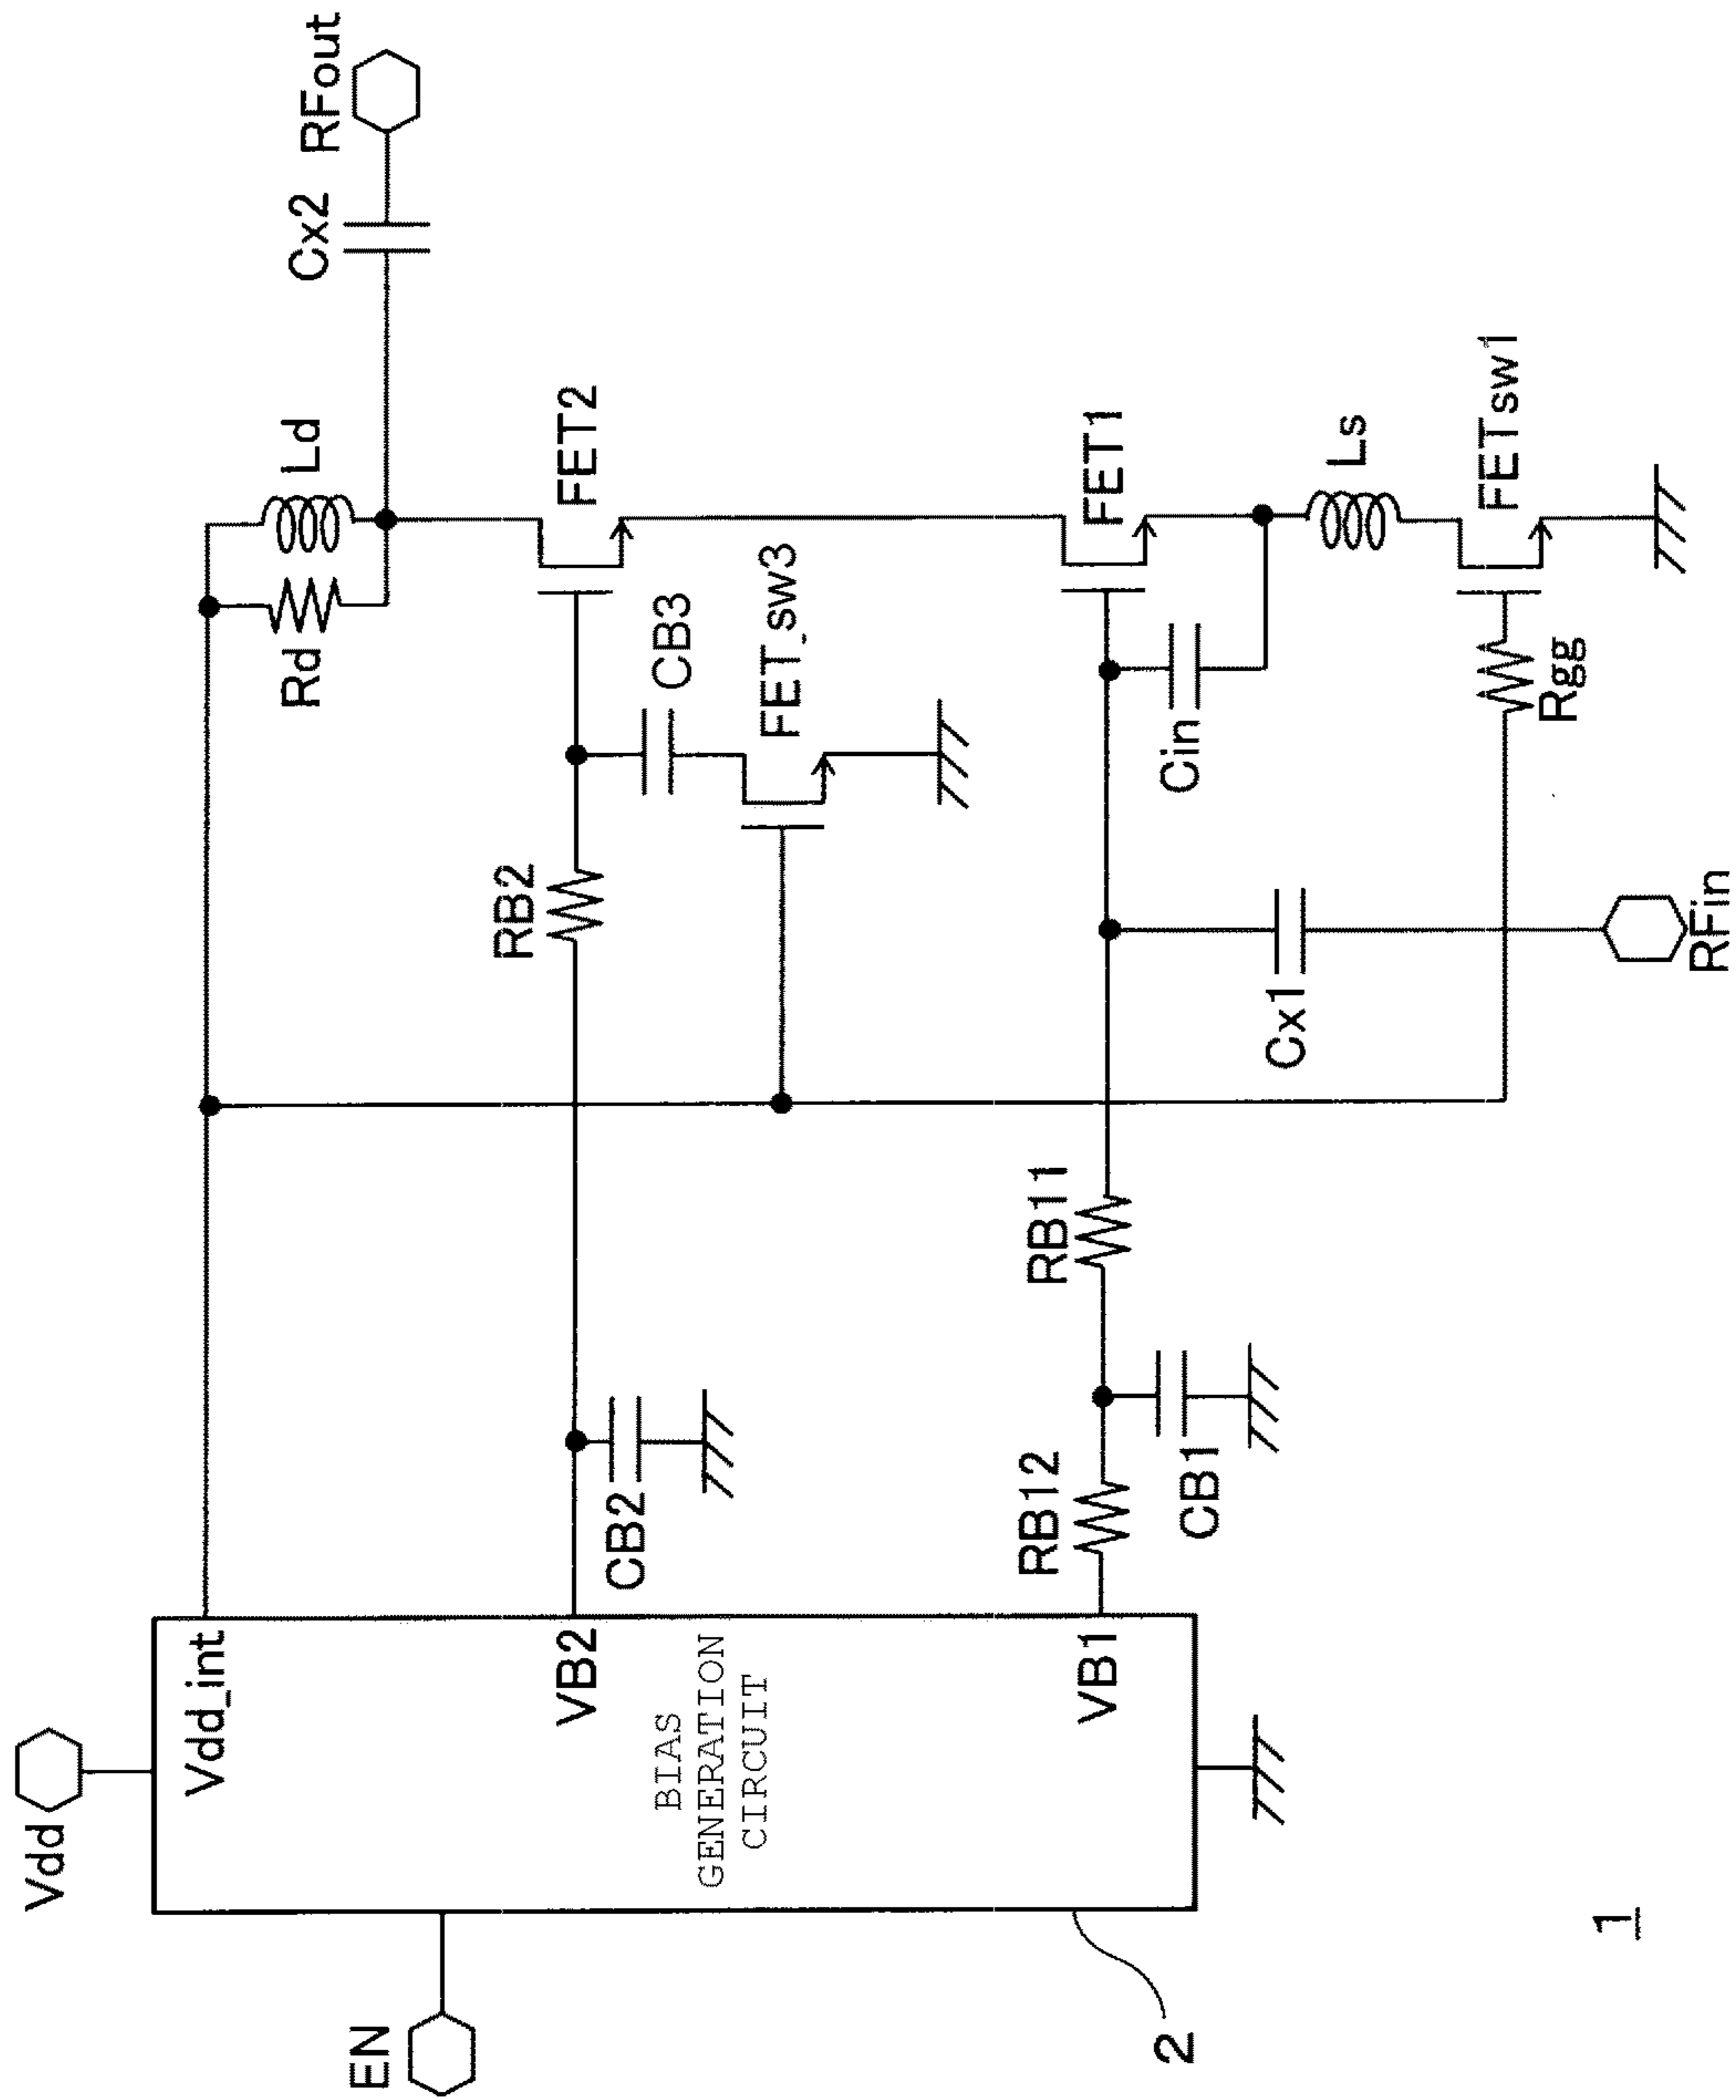 Vdd
EN
Vdd_int
VB2
BIAS
GENERATION
CIRCUIT
VB1
2
1
CB2
RB12
CB1
RB11
RB2
Cx1
RFin
CB3
FET_sw3
Cin
Rgg
Rd
Ld
FET2
FET1
Ls
FETsw1
Cx2
RFout